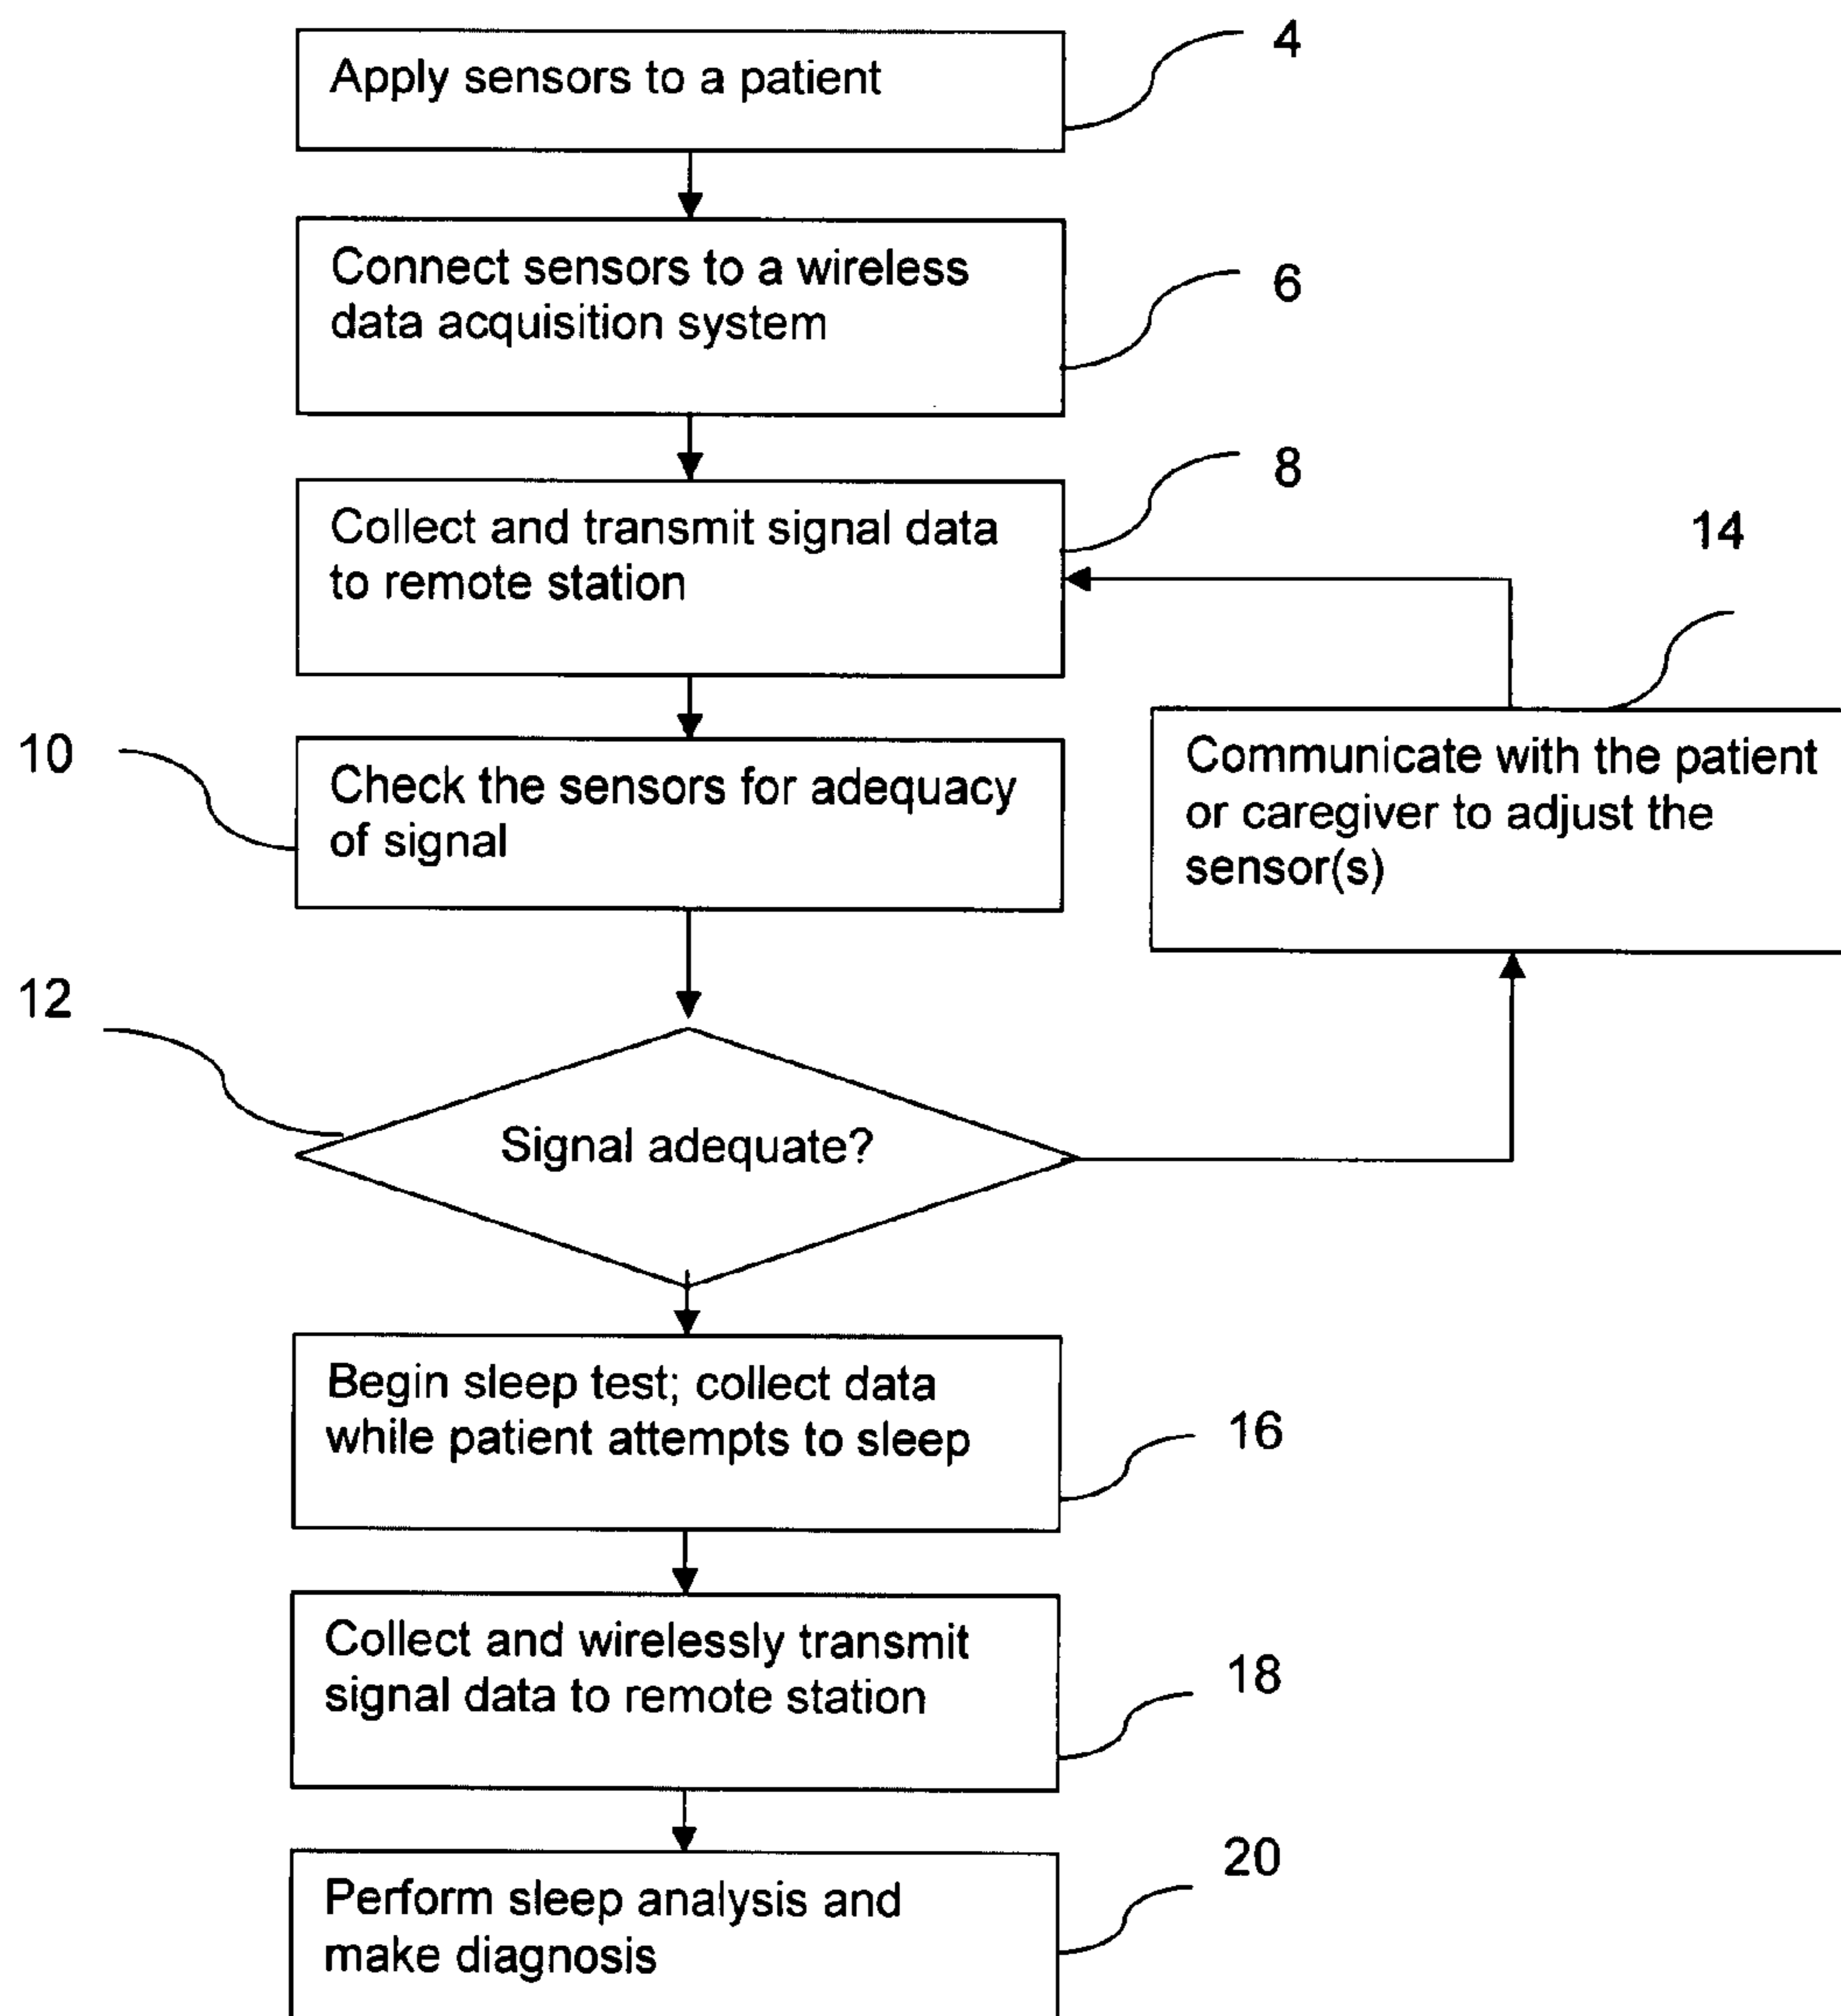 Apply sensors to a patient
4
Connect sensors to a wireless
data acquisition system
6
Collect and transmit signal data
to remote station
8
14
Communicate with the patient
or caregiver to adjust the
sensor(s)
10
Check the sensors for adequacy
of signal
12
Signal adequate?
Begin sleep test; collect data
while patient attempts to sleep
16
Collect and wirelessly transmit
signal data to remote station
18
Perform sleep analysis and
make diagnosis
20